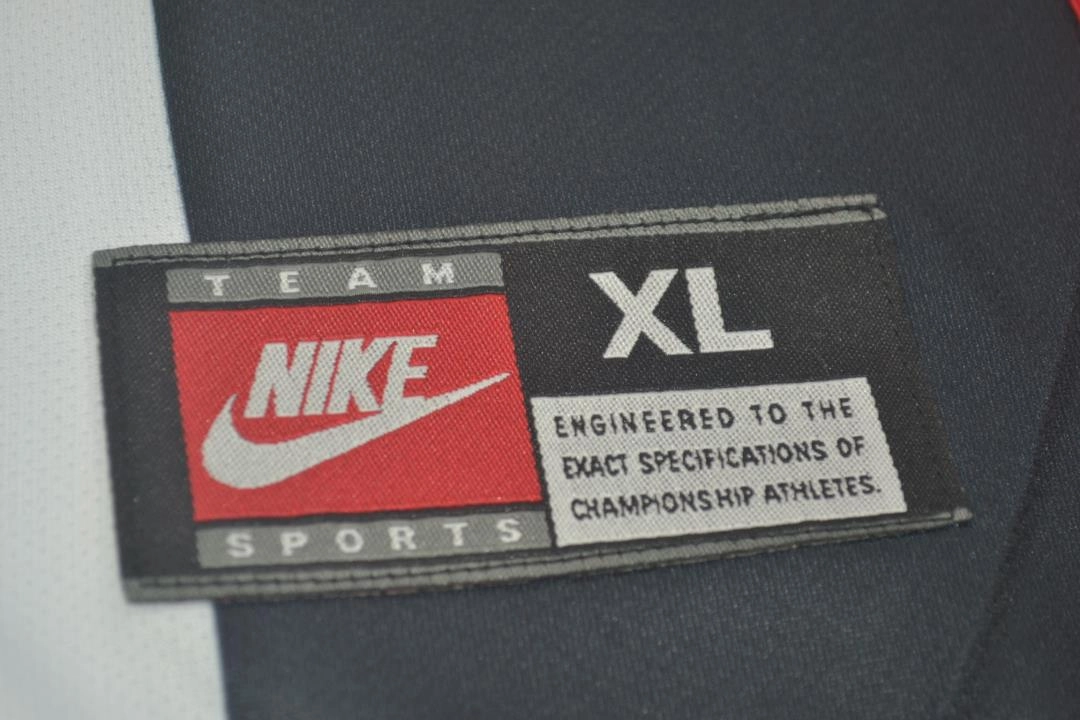 TEAM
NIKE
SPORTS
XL
ENGINEERED TO THE
EXACT SPECIFICATIONS OF
CHAMPIONSHIP ATHLETES.